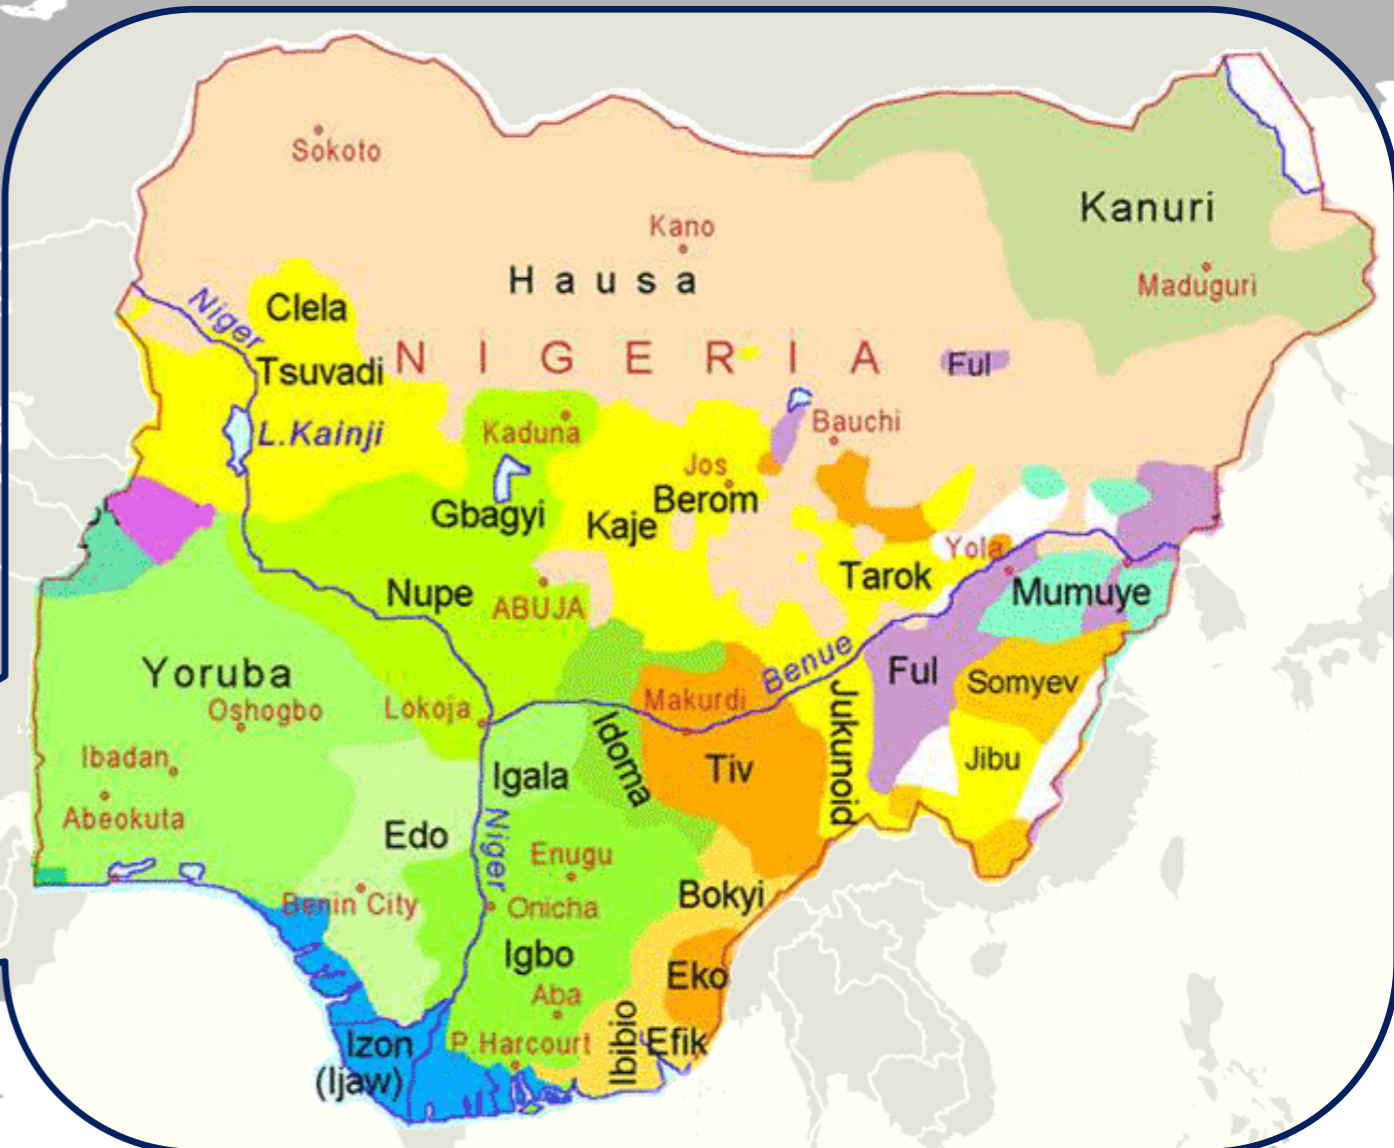 Sokoto
Kano
Kanuri
Hausa
Maduguri
Niger
Clela
NIGERIA
Ful
Tsuvadi
L.Kainji
Kaduna
Bauchi
Jos
Berom
Gbagyi
Kaje
Yola
Tarok
Mumuye
Nupe
ABUJA
Benue
Yoruba
Ful
Somyev
Oshogbo
Lokoja
Makurdi
Jukunoid
Idoma
Ibadan
Igala
Tiv
Jibu
Abeokuta
Edo
Niger
Enugu
Benin City
Onicha
Bokyi
Igbo
Eko
Aba
Izon
(Ijaw)
P.Harcourt
Ibibio
Efik